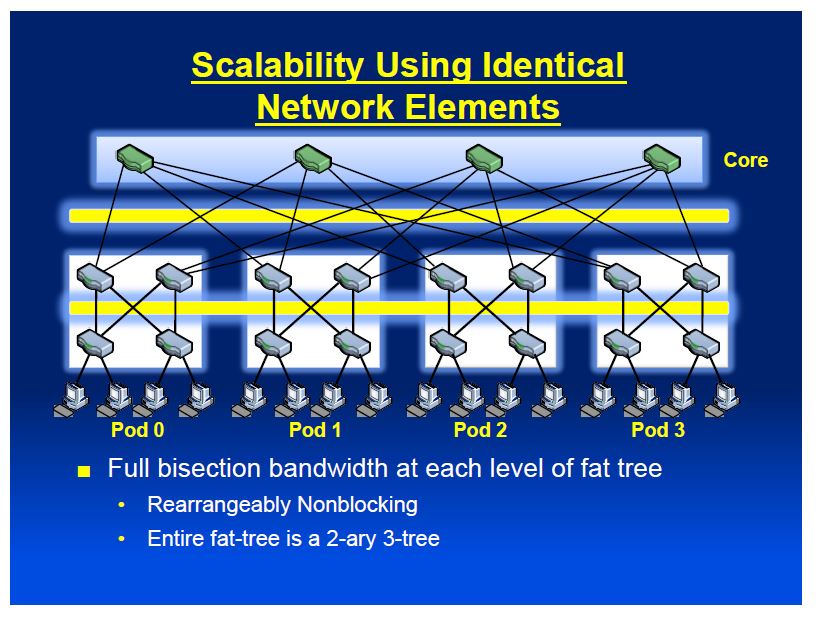 Scalability Using Identical
Network Elements
Core
Pod 0 Pod 1 Pod 2 Pod 3
Full bisection bandwidth at each level of fat tree
Rearrangeably Nonblocking
Entire fat-tree is a 2-ary 3-tree